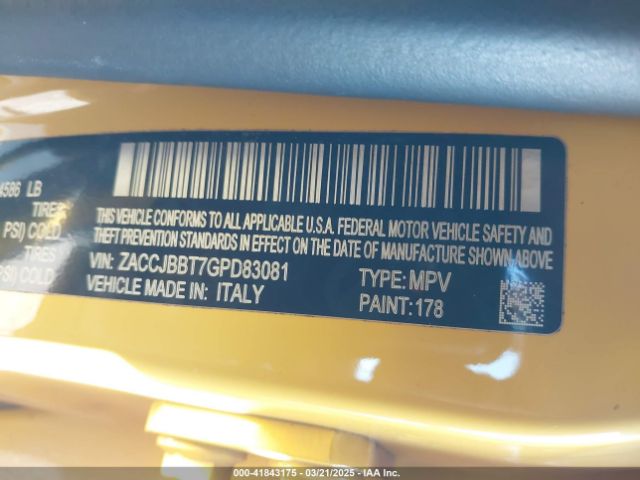 4586 LB
TIRE
PSI) COLD
TIRES
PSI) COLD
THIS VEHICLE CONFORMS TO ALL APPLICABLE U.S.A. FEDERAL MOTOR VEHICLE SAFETY AND
THEFT PREVENTION STANDARDS IN EFFECT ON THE DATE OF MANUFACTURE SHOWN ABOVE
VIN: ZACCJBBT7GPD83081 TYPE: MPV
VEHICLE MADE IN: ITALY PAINT: 178
000-41843175 — 03/21/2025 — IAA Inc.